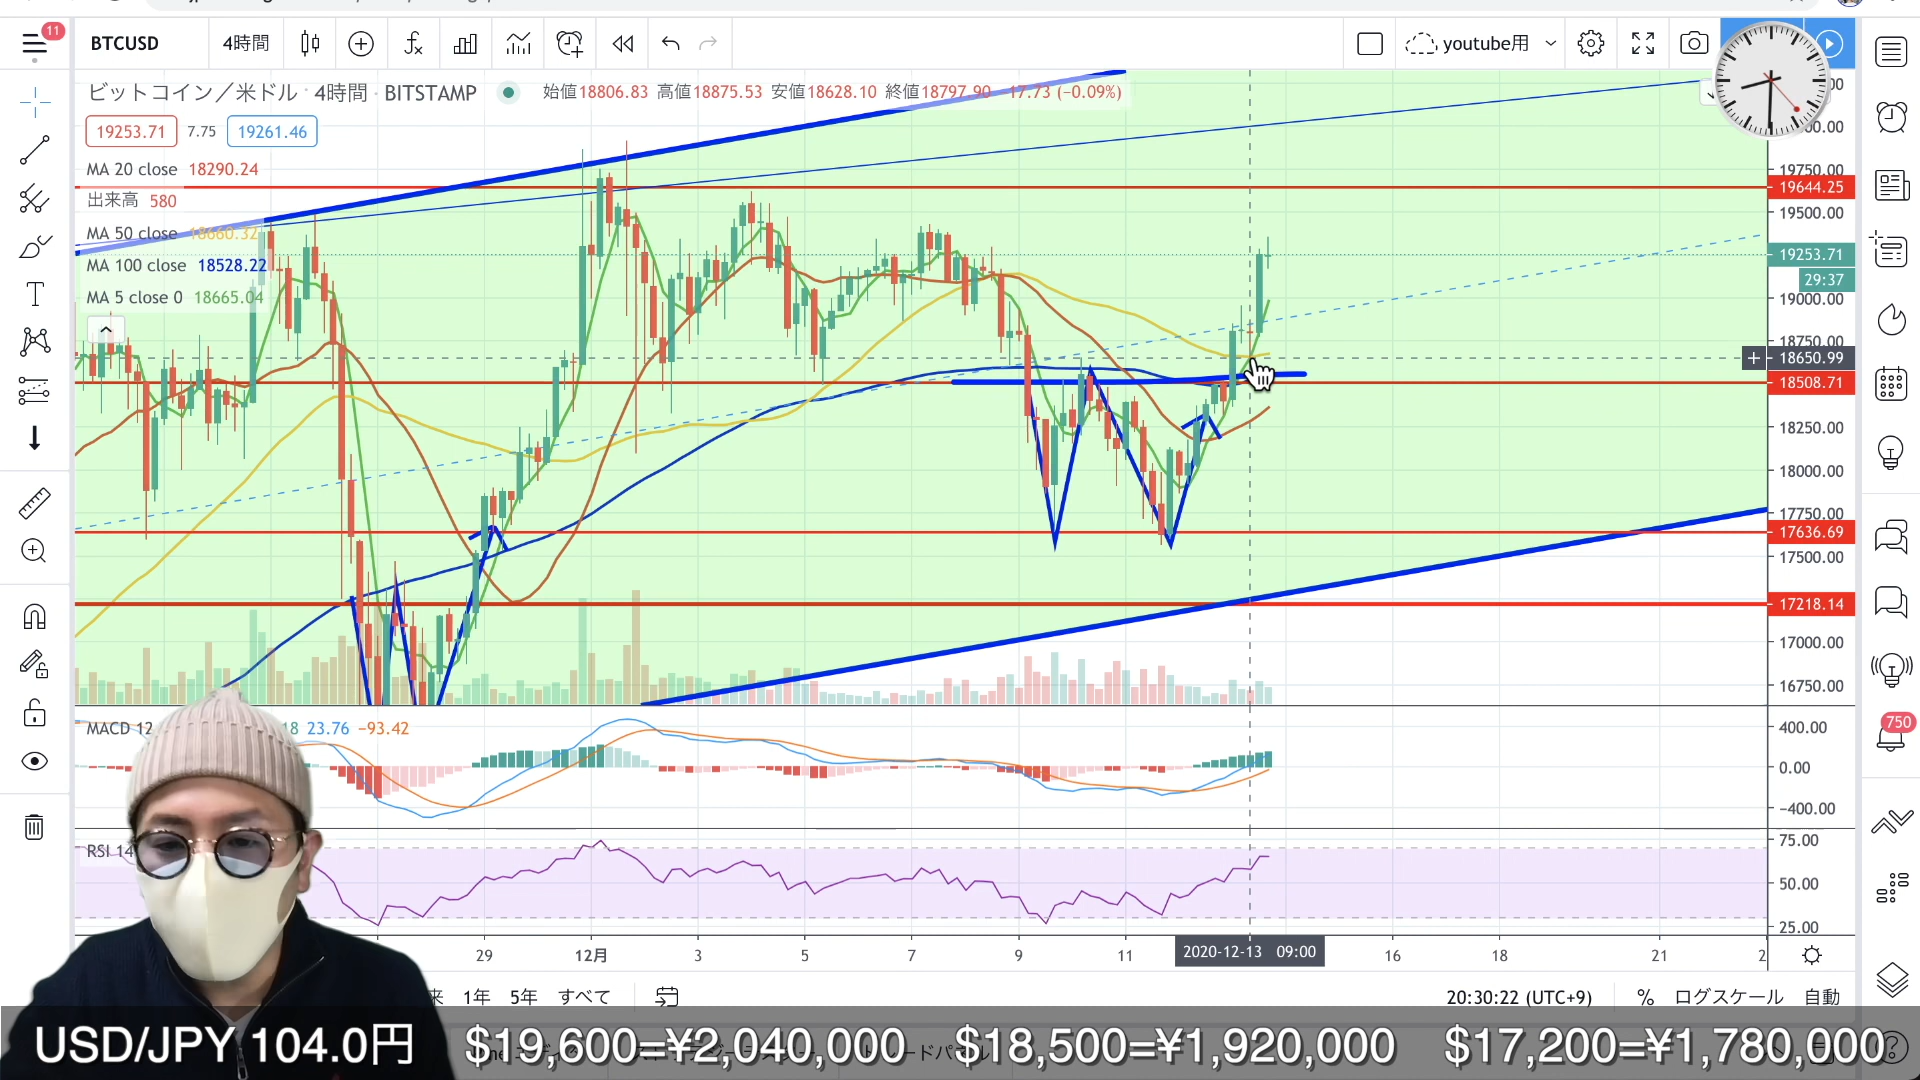 11
BTCUSD
4時間
youtube用
ビットコイン／米ドル · 4時間 · BITSTAMP
始値18806.83 高値18875.53 安値18628.10 終値18797.90 −17.73 (−0.09%)
19253.71
7.75
19261.46
MA 20 close 18290.24
出来高 580
MA 50 close 18660.32
MA 100 close 18528.22
MA 5 close 0 18665.04
19750.00
19644.25
19500.00
19253.71
29:37
19000.00
18750.00
18650.99
18508.71
18250.00
18000.00
17750.00
17636.69
17500.00
17218.14
17000.00
16750.00
MACD 12
18 23.76 −93.42
400.00
0.00
−400.00
750
RSI 14
75.00
50.00
25.00
29
12月
3
5
7
9
11
2020-12-13 09:00
16
18
21
2
来
1年
5年
すべて
20:30:22 (UTC+9)
%
ログスケール
自動
USD/JPY 104.0円
$19,600=¥2,040,000
$18,500=¥1,920,000
$17,200=¥1,780,000